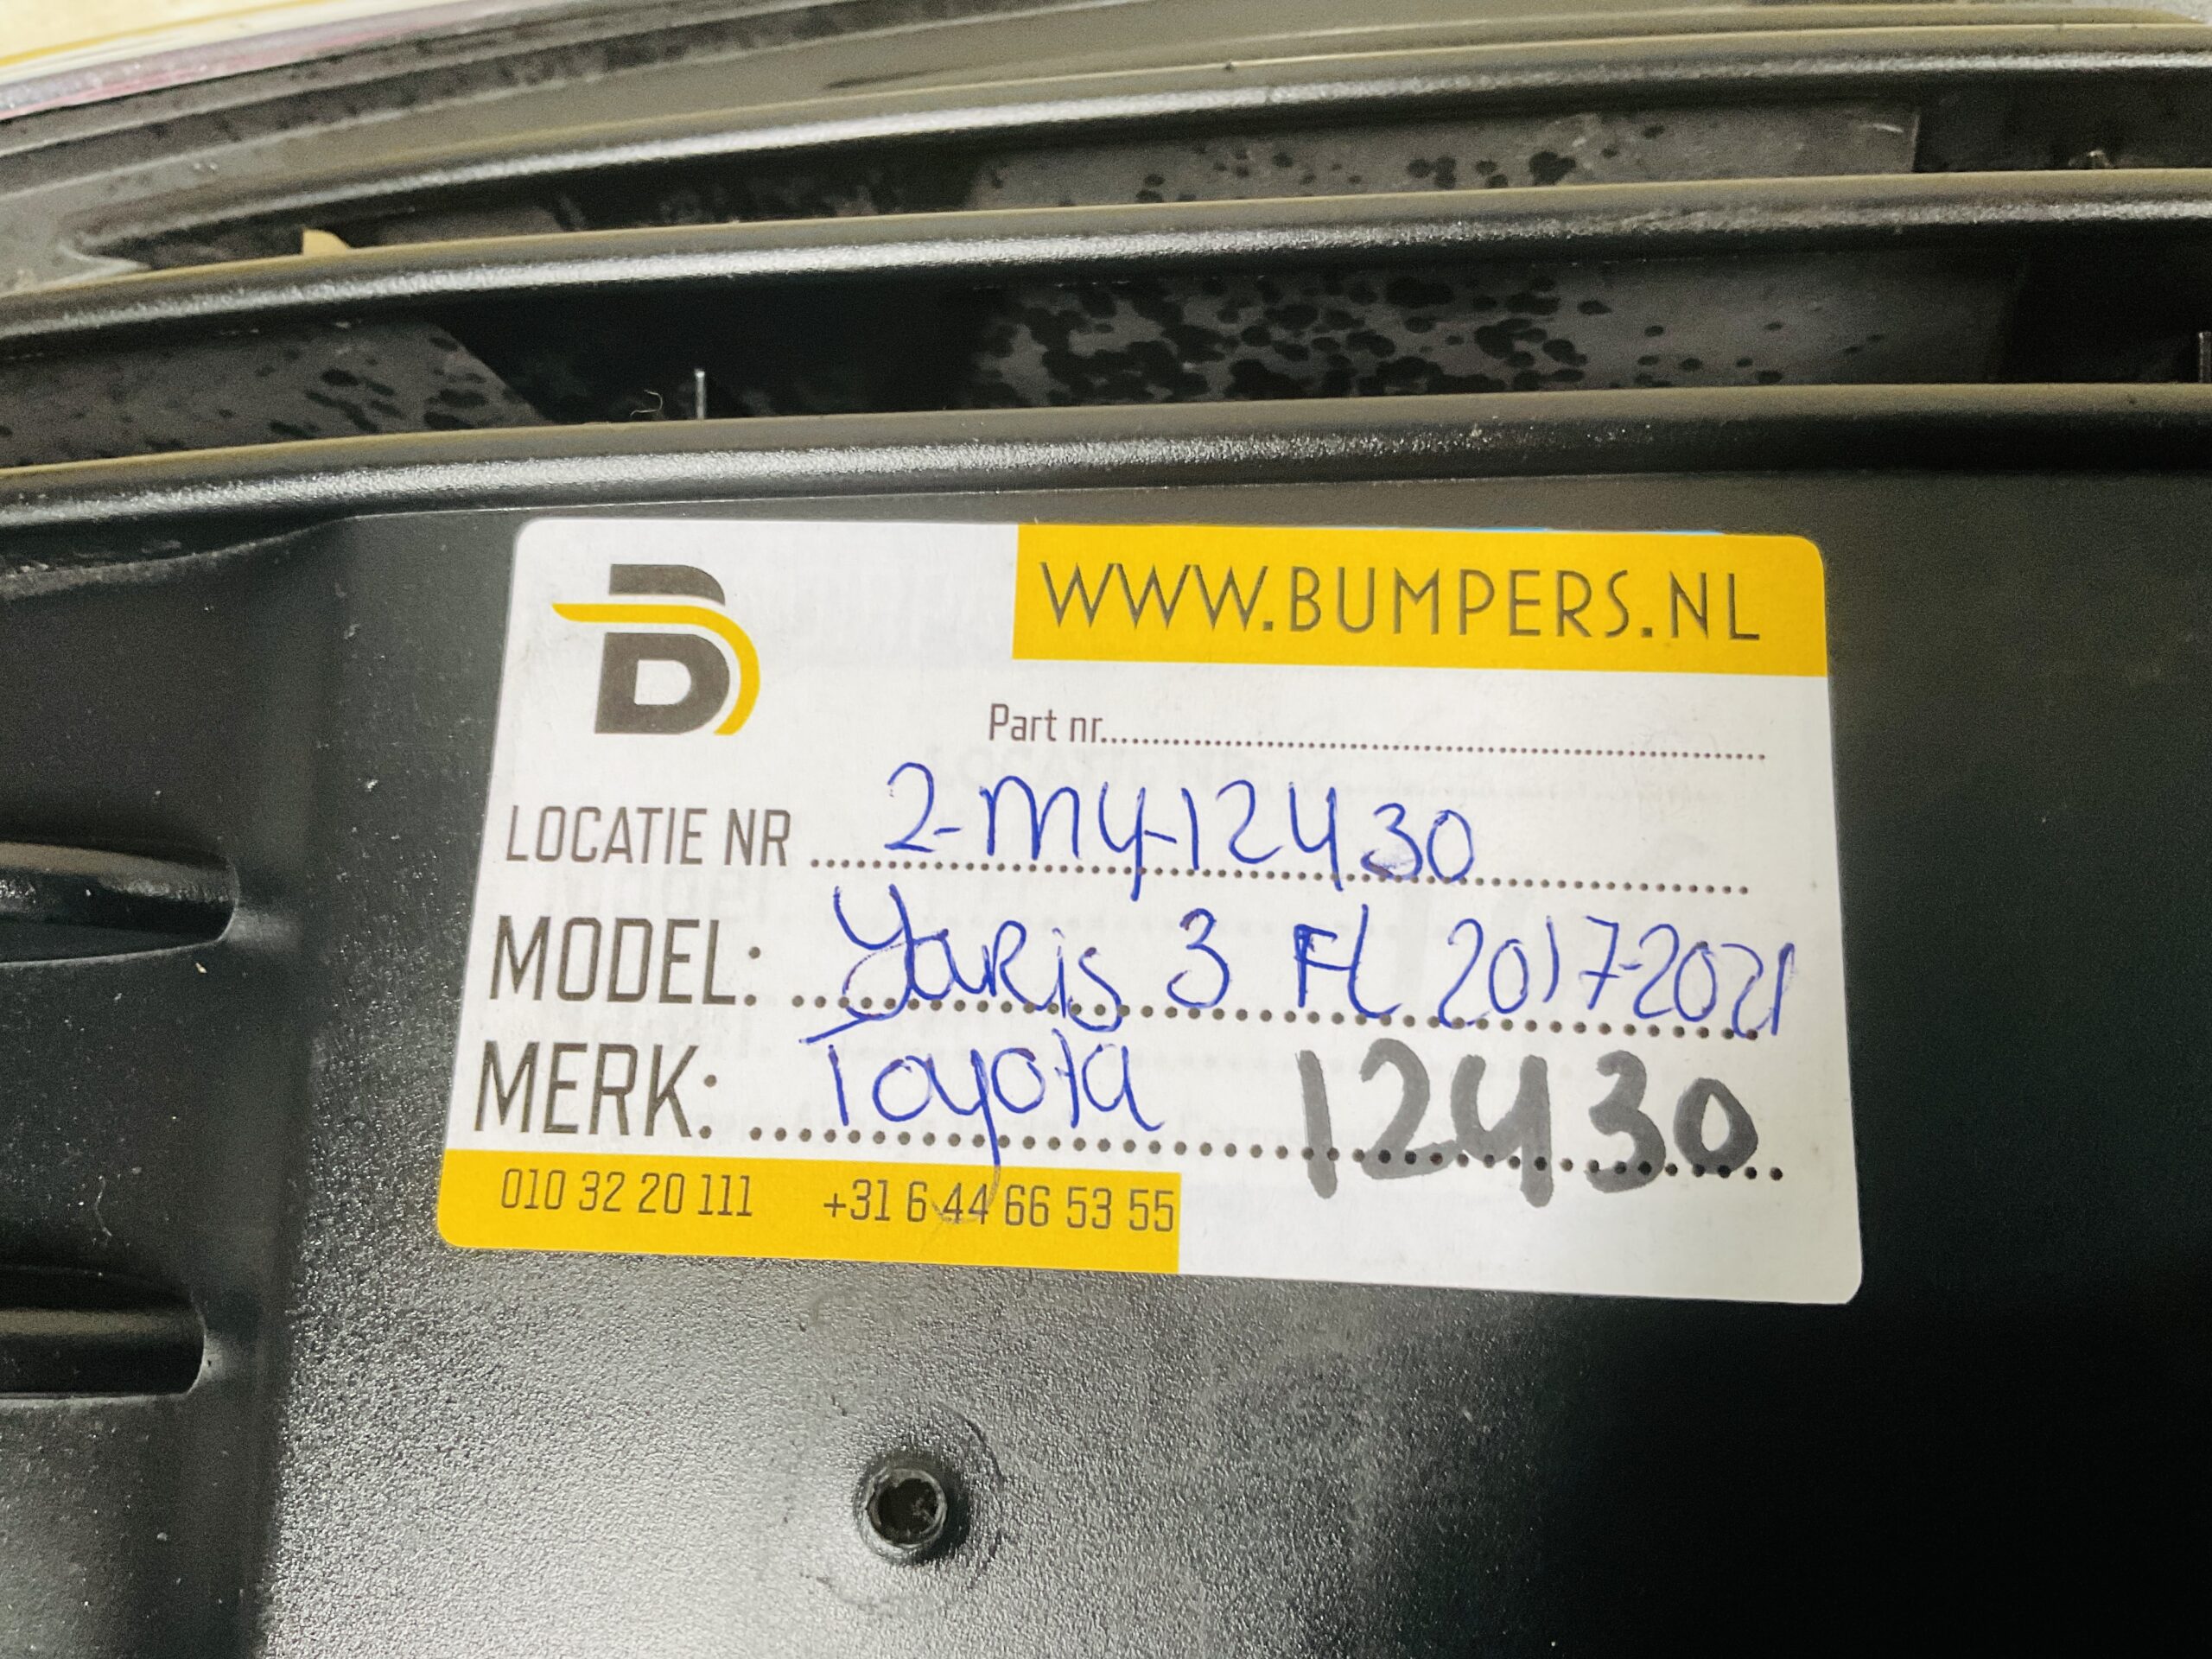 WWW.BUMPERS.NL
Part nr.
LOCATIE NR 2-M4-12430
MODEL: Yaris 3 FL 2017-2021
MERK: Toyota 12430
010 32 20 111 +31 6 44 66 53 55